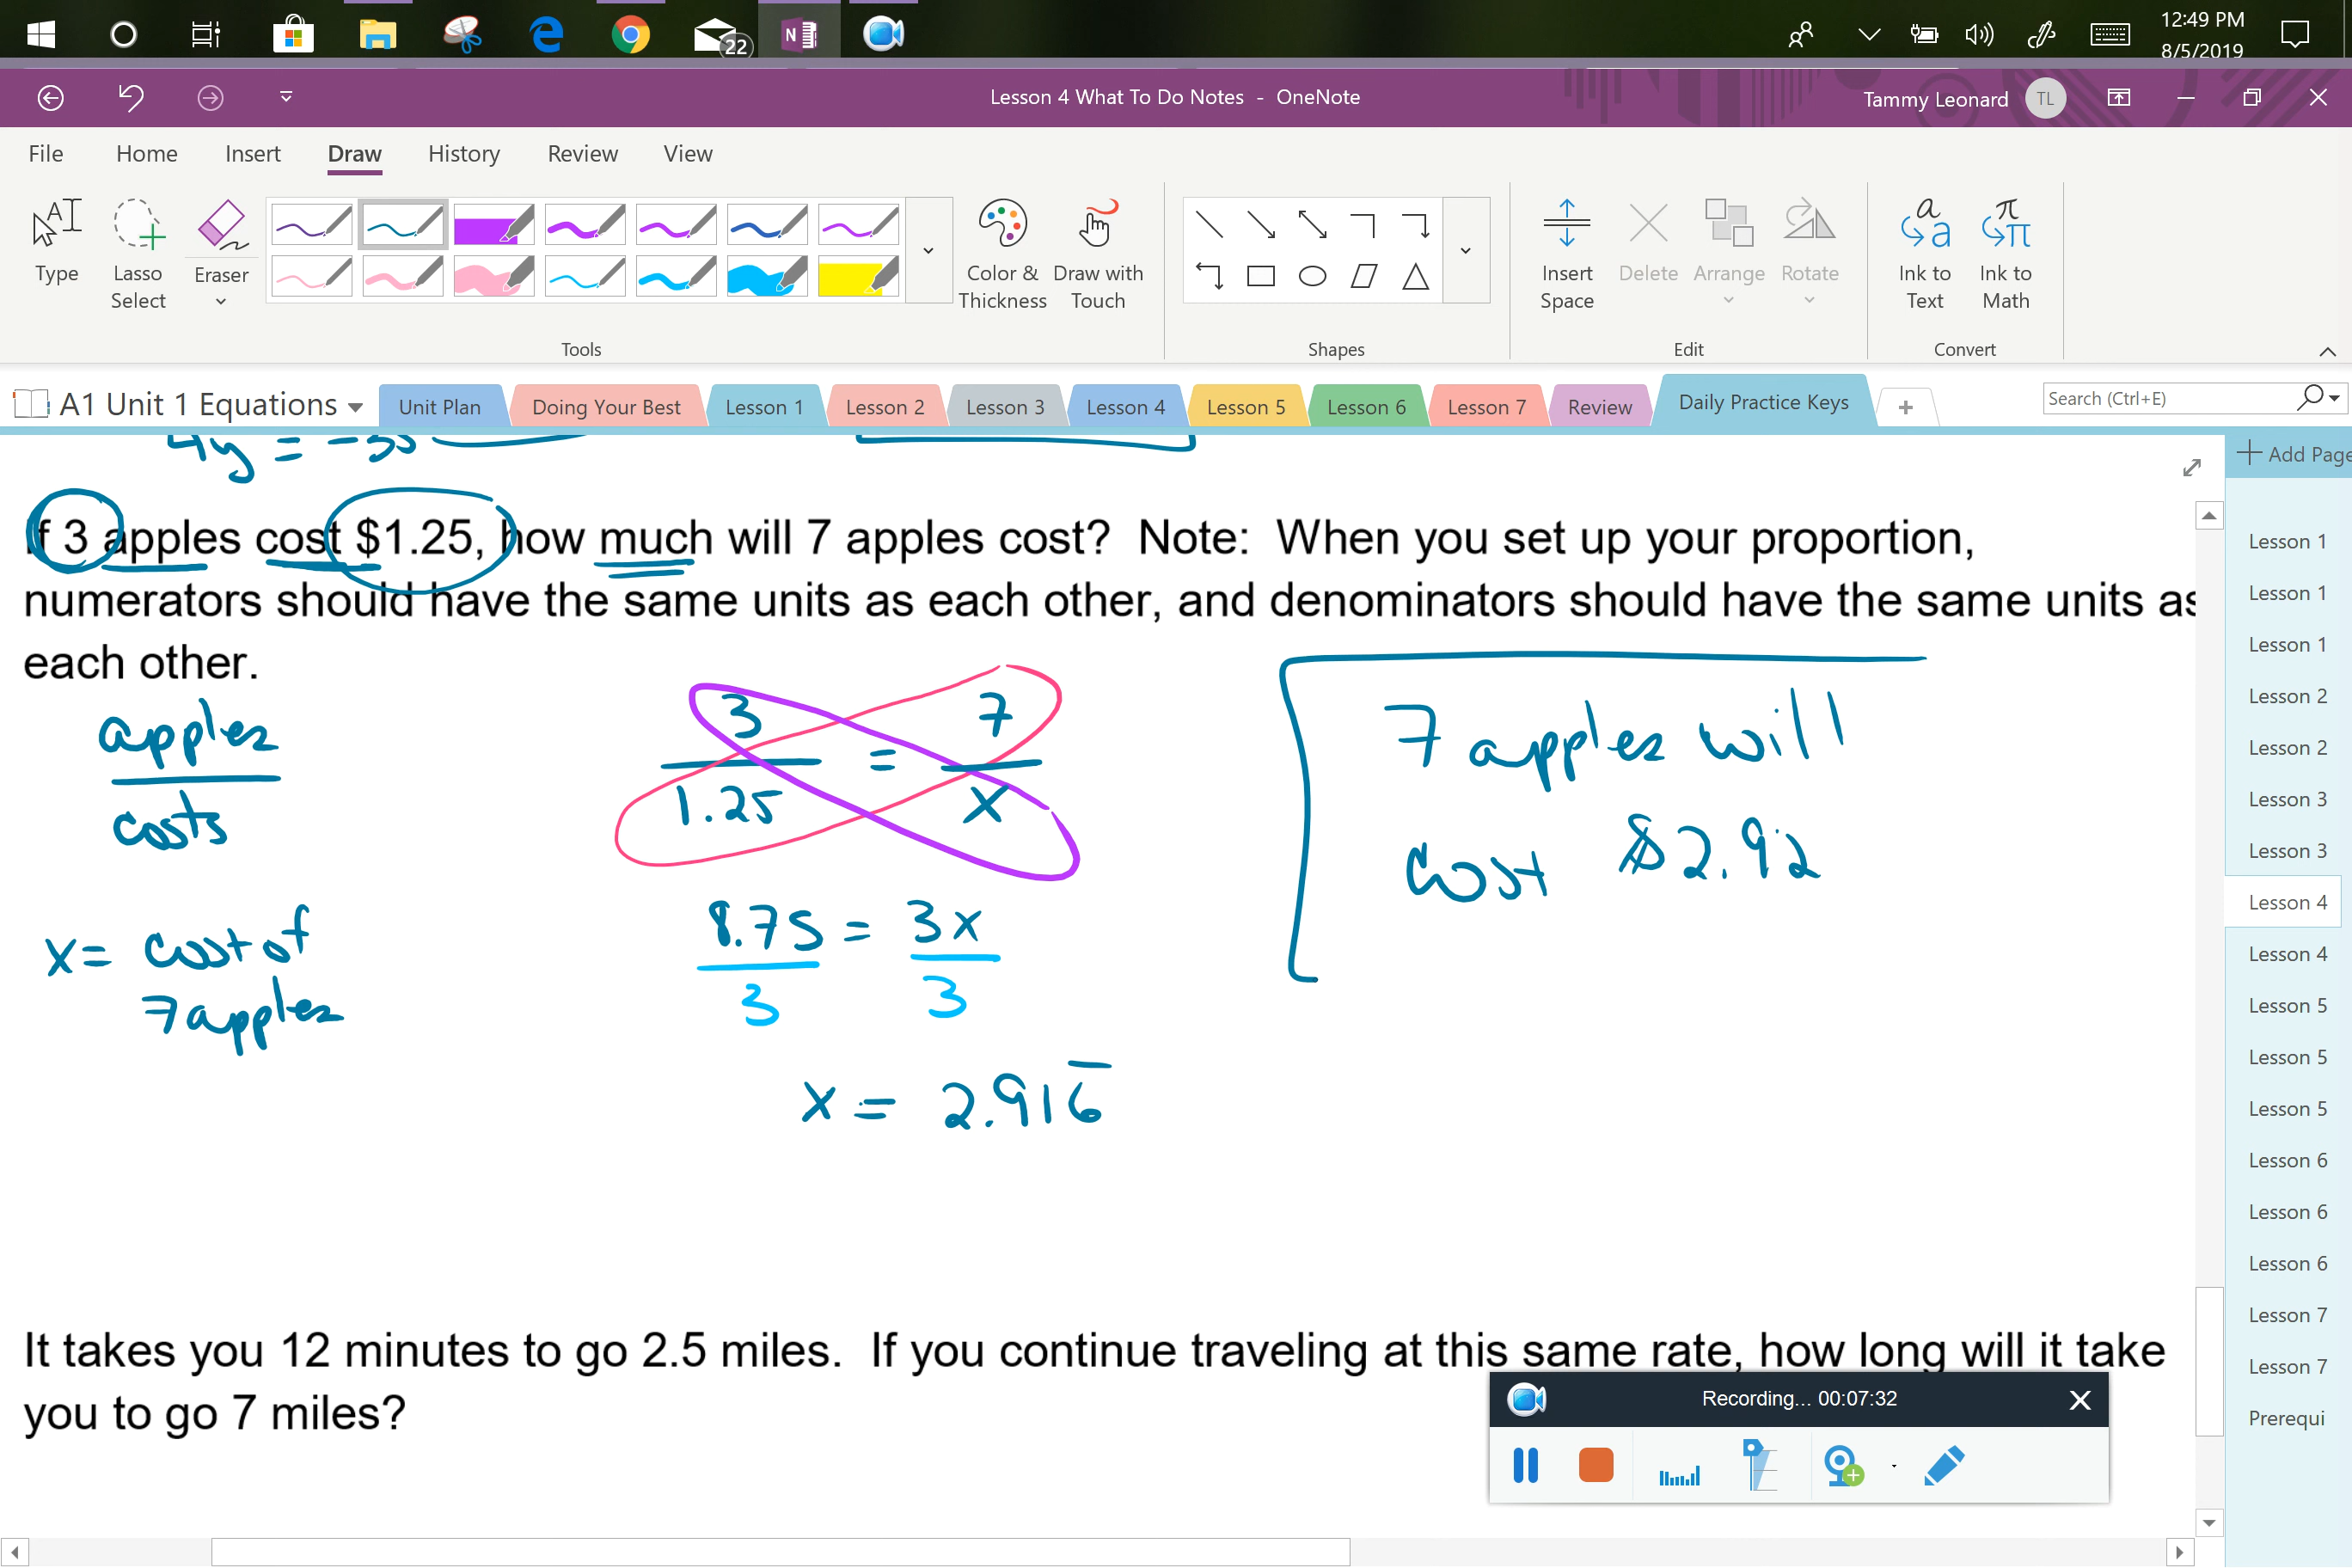 22
12:49 PM
8/5/2019
Lesson 4 What To Do Notes - OneNote
Tammy Leonard TL
File Home Insert Draw History Review View
Type
Lasso Select
Eraser
Color & Thickness
Draw with Touch
Insert Space
Delete
Arrange
Rotate
Ink to Text
Ink to Math
Tools
Shapes
Edit
Convert
A1 Unit 1 Equations
Unit Plan
Doing Your Best
Lesson 1
Lesson 2
Lesson 3
Lesson 4
Lesson 5
Lesson 6
Lesson 7
Review
Daily Practice Keys
+
Search (Ctrl+E)
Add Page
If 3 apples cost $1.25, how much will 7 apples cost? Note: When you set up your proportion,
numerators should have the same units as each other, and denominators should have the same units as
each other.
apples
costs
x = cost of
7 apples
3 = 7
1.25 x
8.75 = 3x
3 3
x = 2.916̅
7 apples will
cost $2.92
It takes you 12 minutes to go 2.5 miles. If you continue traveling at this same rate, how long will it take
you to go 7 miles?
Recording... 00:07:32
Lesson 1
Lesson 1
Lesson 1
Lesson 2
Lesson 2
Lesson 3
Lesson 3
Lesson 4
Lesson 4
Lesson 5
Lesson 5
Lesson 5
Lesson 6
Lesson 6
Lesson 6
Lesson 7
Lesson 7
Prerequi